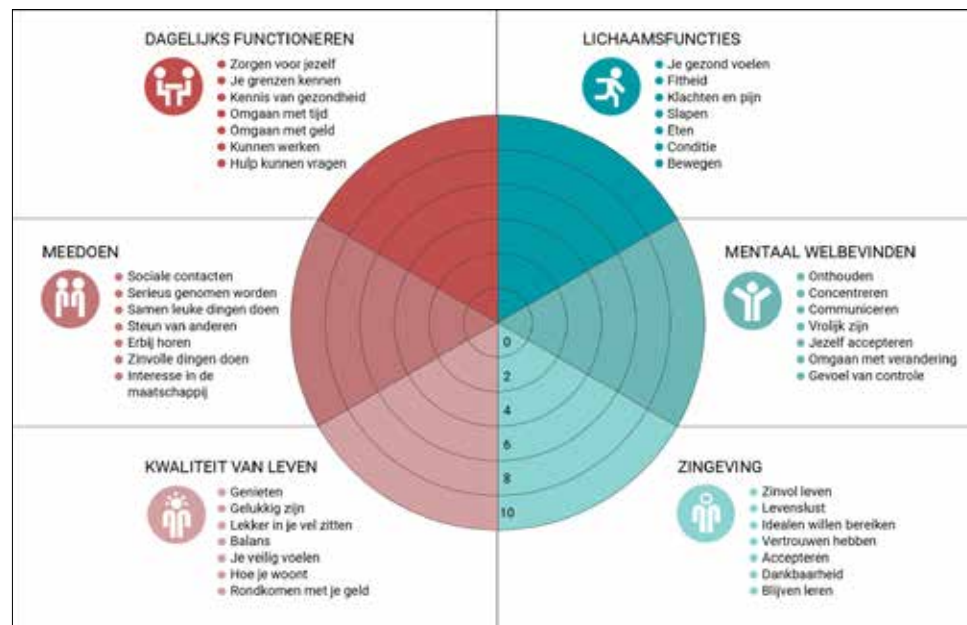 DAGELIJKS FUNCTIONEREN
Zorgen voor jezelf
Je grenzen kennen
Kennis van gezondheid
Omgaan met tijd
Omgaan met geld
Kunnen werken
Hulp kunnen vragen
LICHAAMSFUNCTIES
Je gezond voelen
Fitheid
Klachten en pijn
Slapen
Eten
Conditie
Bewegen
MEEDOEN
Sociale contacten
Serieus genomen worden
Samen leuke dingen doen
Steun van anderen
Erbij horen
Zinvolle dingen doen
Interesse in de
maatschappij
MENTAAL WELBEVINDEN
Onthouden
Concentreren
Communiceren
Vrolijk zijn
Jezelf accepteren
Omgaan met verandering
Gevoel van controle
0
2
4
6
8
10
KWALITEIT VAN LEVEN
Genieten
Gelukkig zijn
Lekker in je vel zitten
Balans
Je veilig voelen
Hoe je woont
Rondkomen met je geld
ZINGEVING
Zinvol leven
Levenslust
Idealen willen bereiken
Vertrouwen hebben
Accepteren
Dankbaarheid
Blijven leren